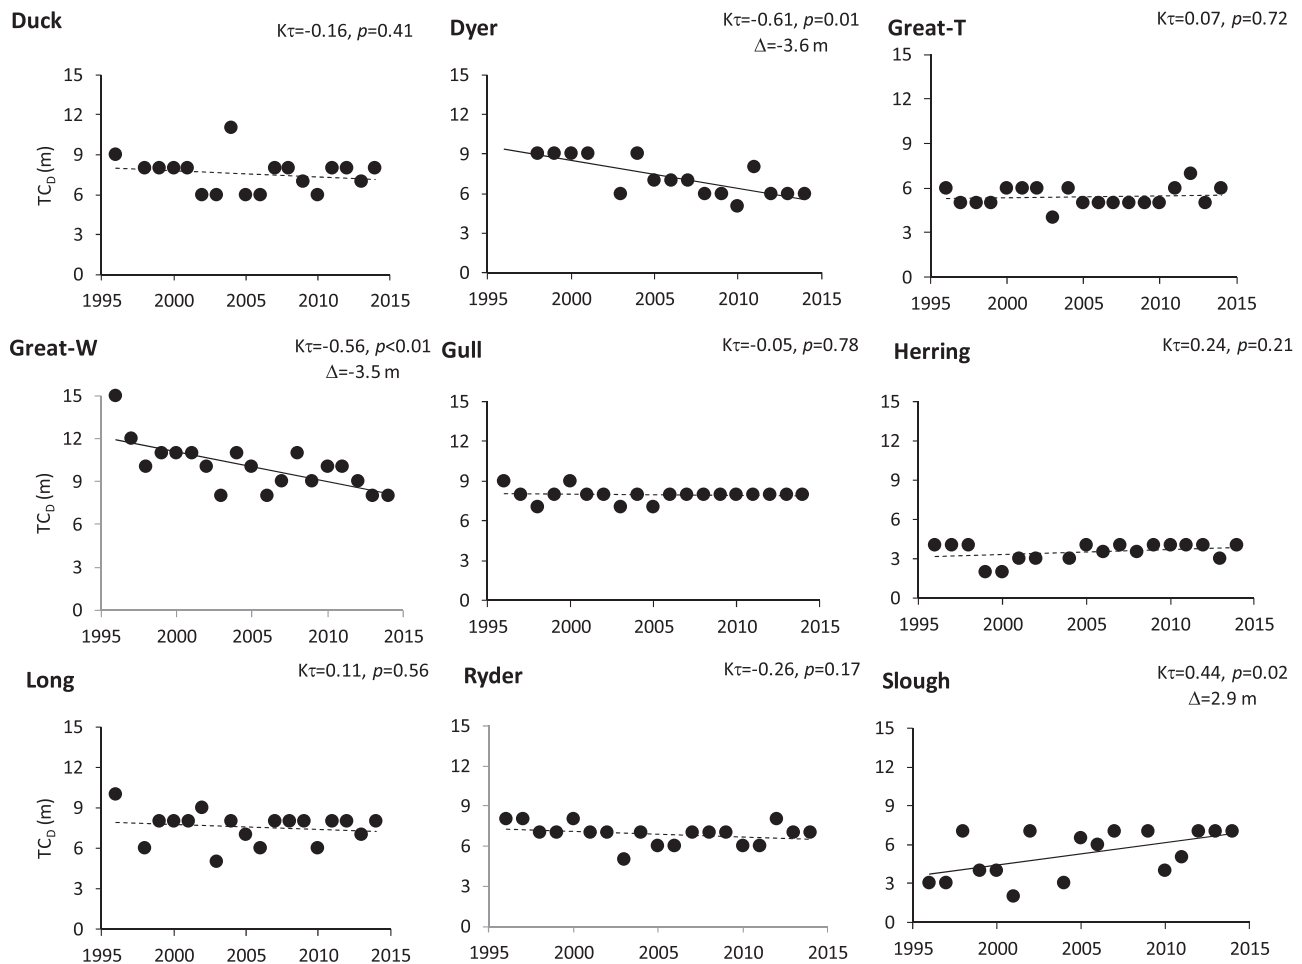 Duck
Kτ=-0.16, p=0.41
Dyer
Kτ=-0.61, p=0.01
Δ=-3.6 m
Great-T
Kτ=0.07, p=0.72
TCD (m)
15
12
9
6
3
0
1995 2000 2005 2010 2015
15
12
9
6
3
0
1995 2000 2005 2010 2015
15
12
9
6
3
0
1995 2000 2005 2010 2015
Great-W
Kτ=-0.56, p<0.01
Δ=-3.5 m
Gull
Kτ=-0.05, p=0.78
Herring
Kτ=0.24, p=0.21
TCD (m)
15
12
9
6
3
0
1995 2000 2005 2010 2015
15
12
9
6
3
0
1995 2000 2005 2010 2015
15
12
9
6
3
0
1995 2000 2005 2010 2015
Long
Kτ=0.11, p=0.56
Ryder
Kτ=-0.26, p=0.17
Slough
Kτ=0.44, p=0.02
Δ=2.9 m
TCD (m)
15
12
9
6
3
0
1995 2000 2005 2010 2015
15
12
9
6
3
0
1995 2000 2005 2010 2015
15
12
9
6
3
0
1995 2000 2005 2010 2015